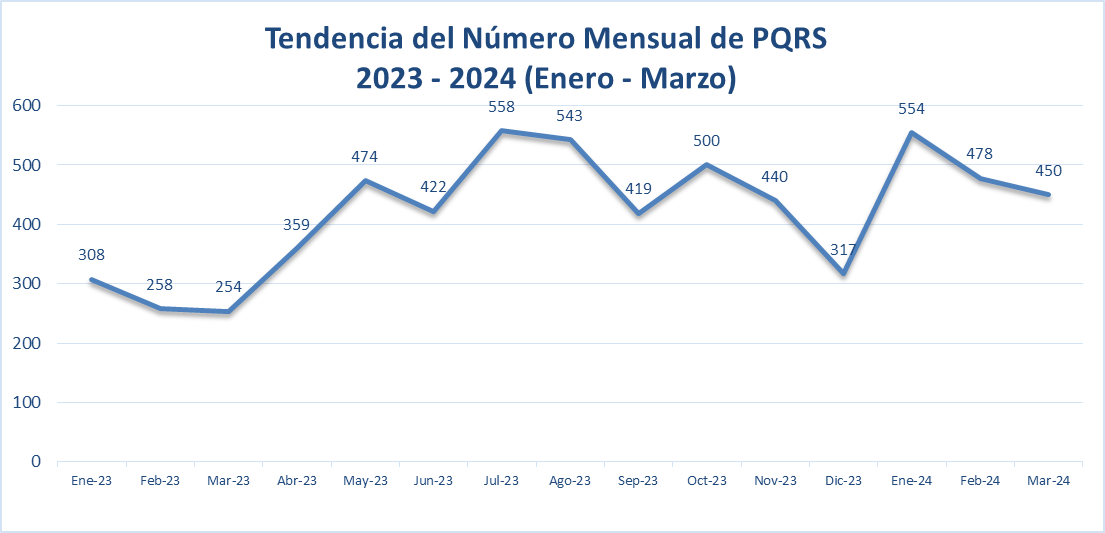 Tendencia del Número Mensual de PQRS
2023 - 2024 (Enero - Marzo)
600
500
400
300
200
100
0
308
258
254
359
474
422
558
543
419
500
440
317
554
478
450
Ene-23
Feb-23
Mar-23
Abr-23
May-23
Jun-23
Jul-23
Ago-23
Sep-23
Oct-23
Nov-23
Dic-23
Ene-24
Feb-24
Mar-24